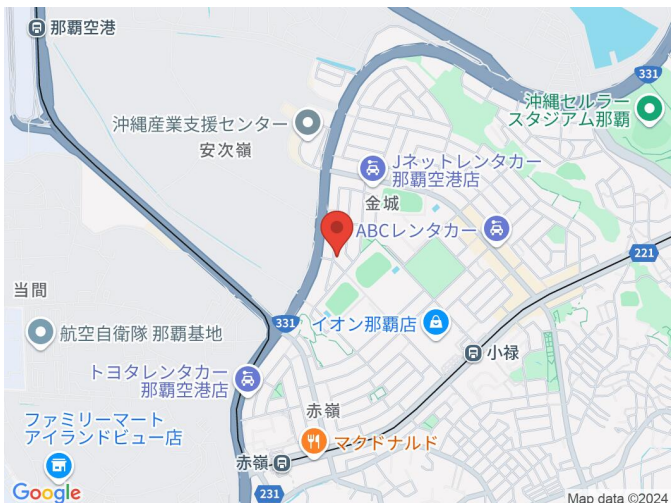 那覇空港
331
沖縄産業支援センター
安次嶺
沖縄セルラー
スタジアム那覇
Jネットレンタカー
那覇空港店
金城
ABCレンタカー
221
当間
航空自衛隊 那覇基地
331
イオン那覇店
小禄
トヨタレンタカー
那覇空港店
赤嶺
マクドナルド
ファミリーマート
アイランドビュー店
赤嶺
231
Google
Map data ©2024